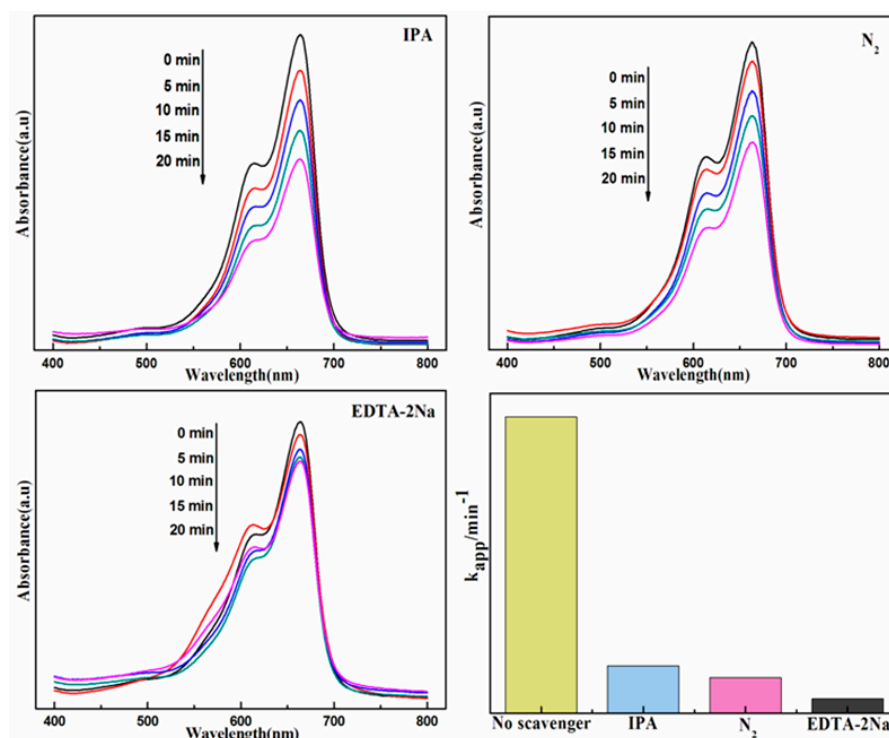 IPA
0 min
5 min
10 min
15 min
20 min
Absorbance(a.u)
400 500 600 700 800
Wavelength(nm)
N2
0 min
5 min
10 min
15 min
20 min
Absorbance(a.u)
400 500 600 700 800
Wavelength(nm)
EDTA-2Na
0 min
5 min
10 min
15 min
20 min
Absorbance(a.u)
400 500 600 700 800
Wavelength(nm)
kapp/min-1
No scavenger IPA N2 EDTA-2Na